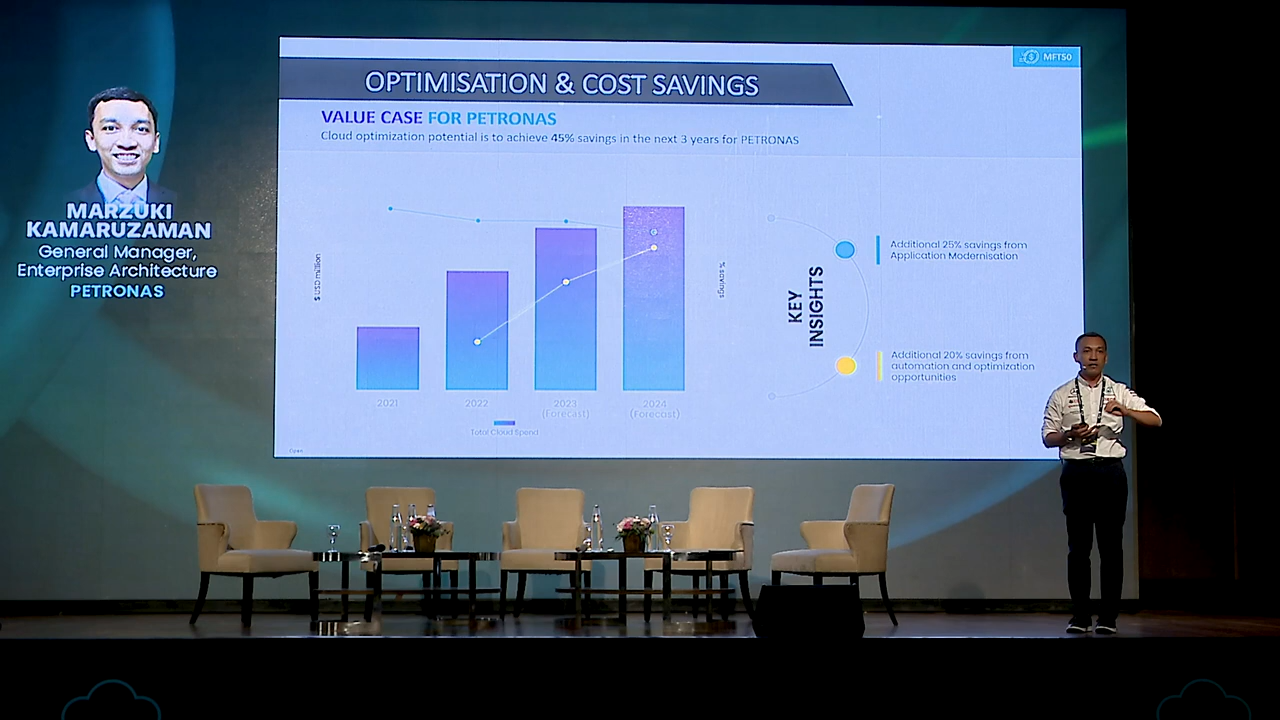 MFT50
OPTIMISATION & COST SAVINGS
VALUE CASE FOR PETRONAS
Cloud optimization potential is to achieve 45% savings in the next 3 years for PETRONAS
MARZUKI
KAMARUZAMAN
General Manager,
Enterprise Architecture
PETRONAS
$ USD million
% savings
2021
2022
2023
(Forecast)
2024
(Forecast)
Total Cloud Spend
KEY
INSIGHTS
Additional 25% savings from
Application Modernisation
Additional 20% savings from
automation and optimization
opportunities
Open